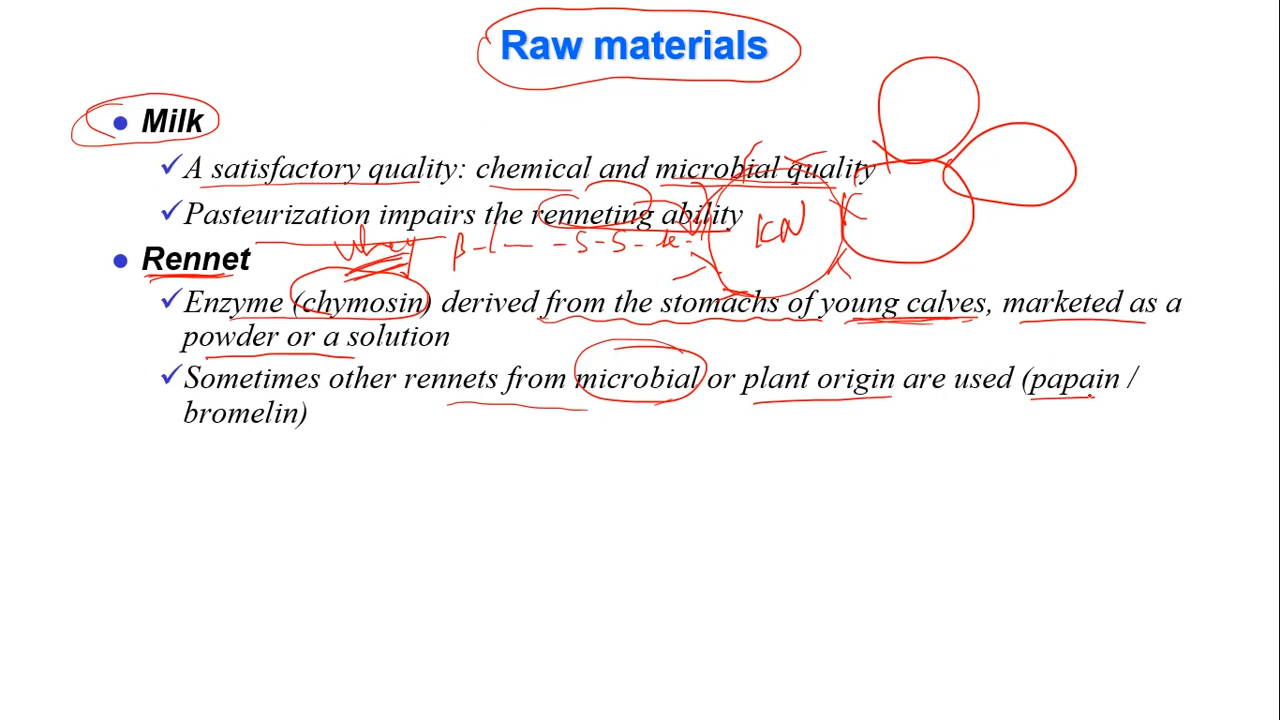 Raw materials
Milk
A satisfactory quality: chemical and microbial quality
Pasteurization impairs the renneting ability
whey β-l-- -S-S-k- KN
Rennet
Enzyme (chymosin) derived from the stomachs of young calves, marketed as a
powder or a solution
Sometimes other rennets from microbial or plant origin are used (papain /
bromelin)